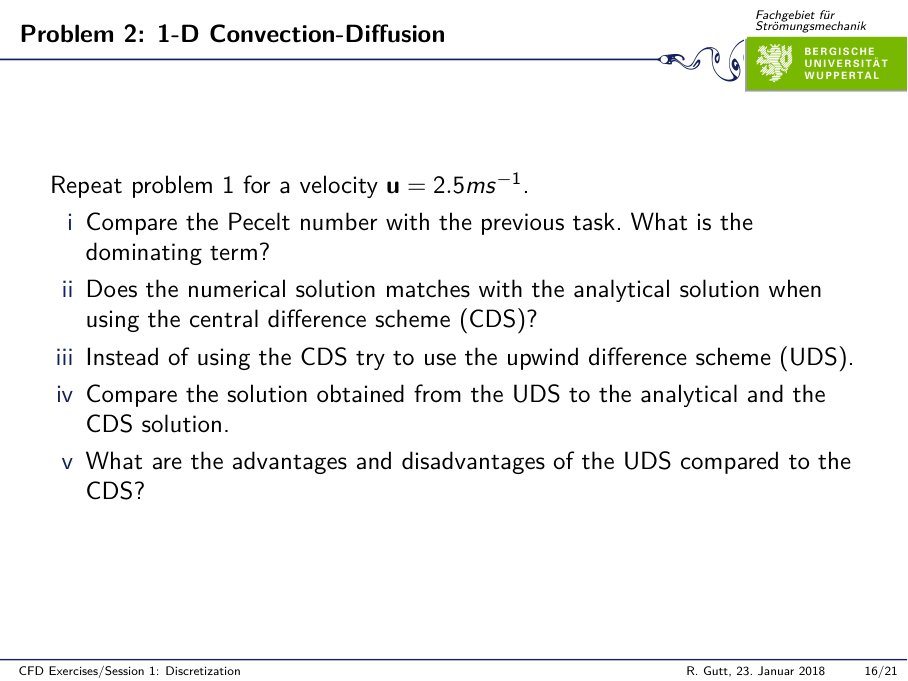 Problem 2: 1-D Convection-Diffusion
Fachgebiet für
Strömungsmechanik
BERGISCHE
UNIVERSITÄT
WUPPERTAL
Repeat problem 1 for a velocity u = 2.5ms⁻¹.
i Compare the Pecelt number with the previous task. What is the
dominating term?
ii Does the numerical solution matches with the analytical solution when
using the central difference scheme (CDS)?
iii Instead of using the CDS try to use the upwind difference scheme (UDS).
iv Compare the solution obtained from the UDS to the analytical and the
CDS solution.
v What are the advantages and disadvantages of the UDS compared to the
CDS?
CFD Exercises/Session 1: Discretization
R. Gutt, 23. Januar 2018
16/21